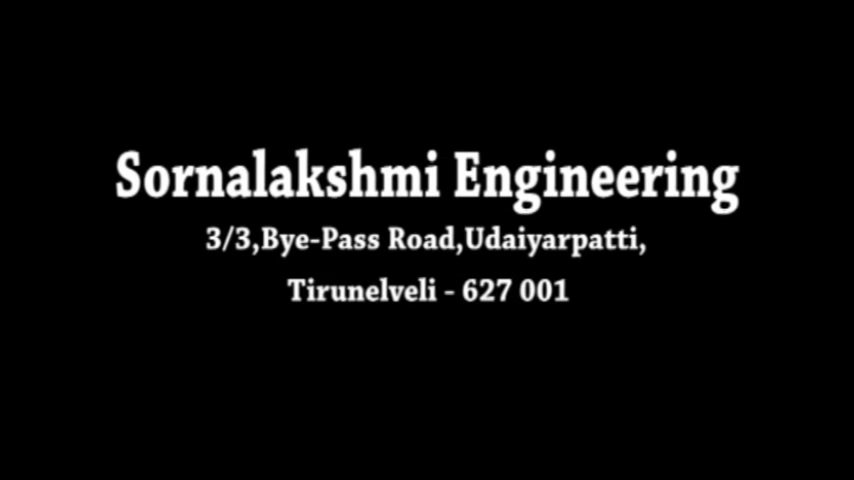 Sornalakshmi Engineering
3/3,Bye-Pass Road,Udaiyarpatti,
Tirunelveli - 627 001